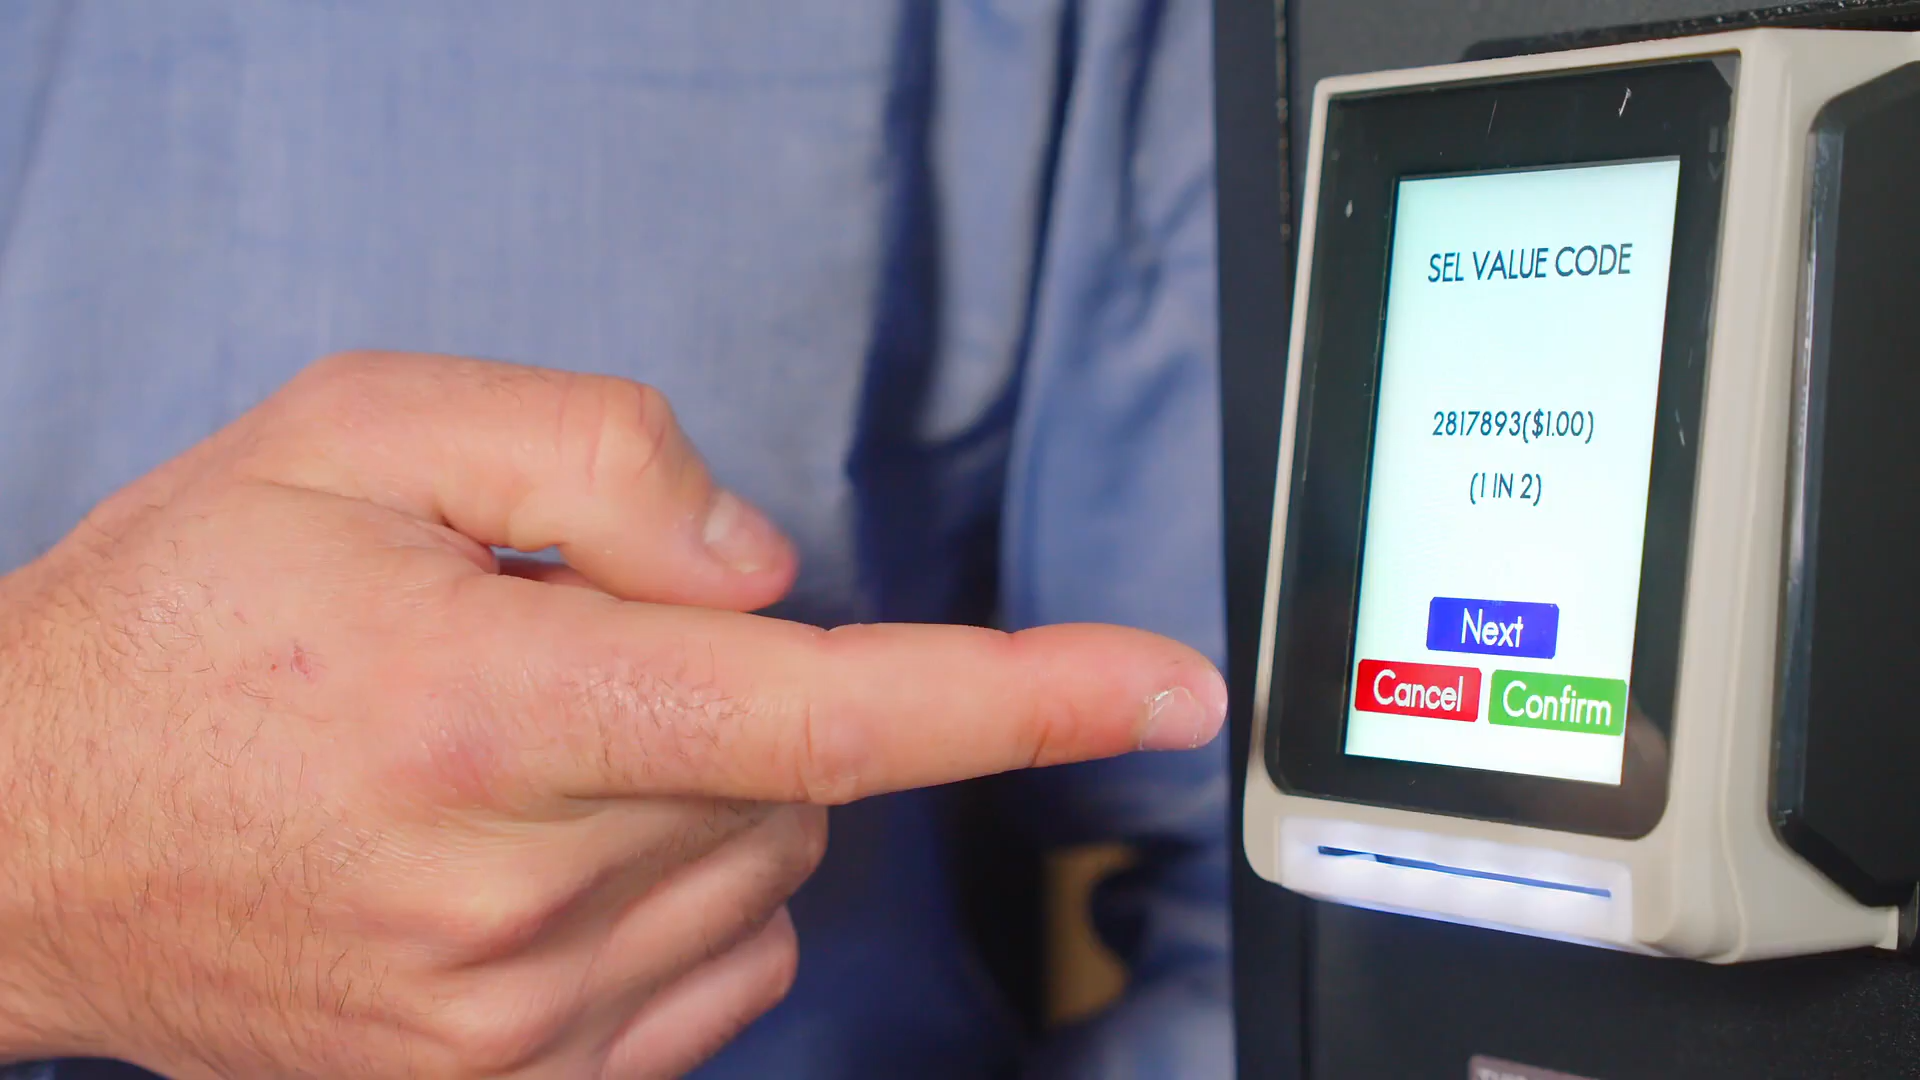 SEL VALUE CODE
2817893($1.00)
(1 IN 2)
Next
Cancel
Confirm